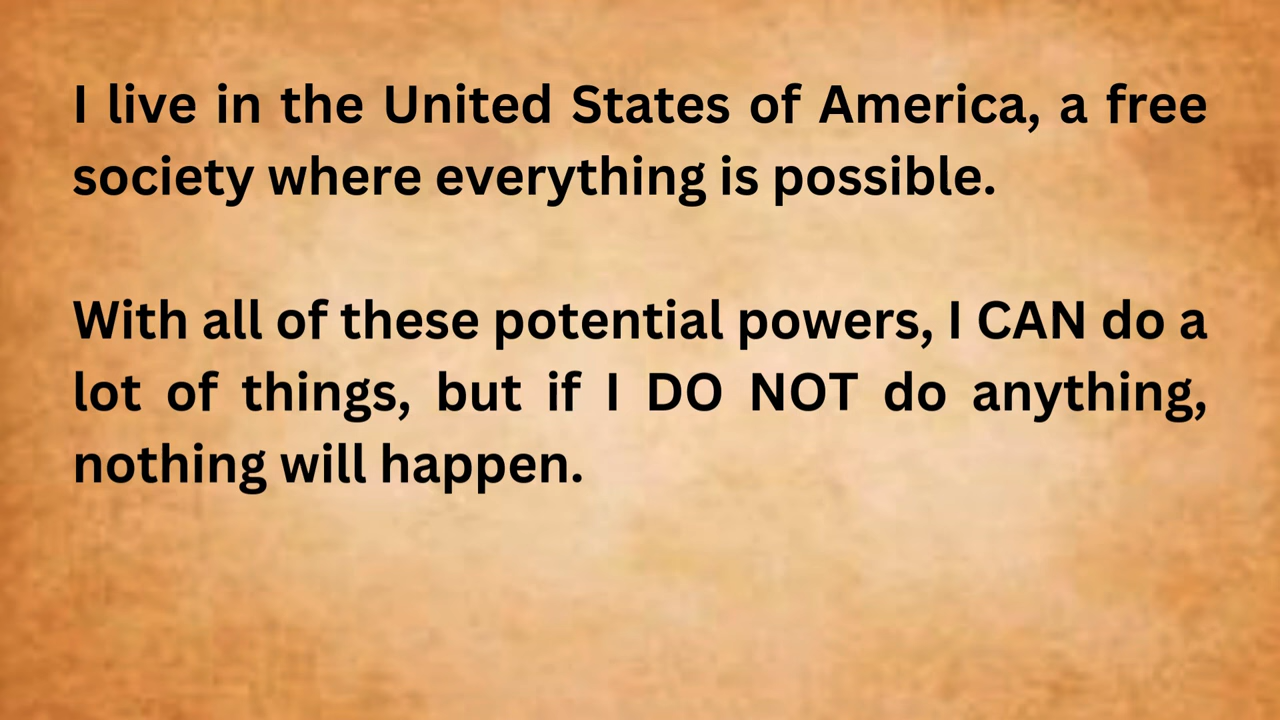 I live in the United States of America, a free
society where everything is possible.
With all of these potential powers, I CAN do a
lot of things, but if I DO NOT do anything,
nothing will happen.